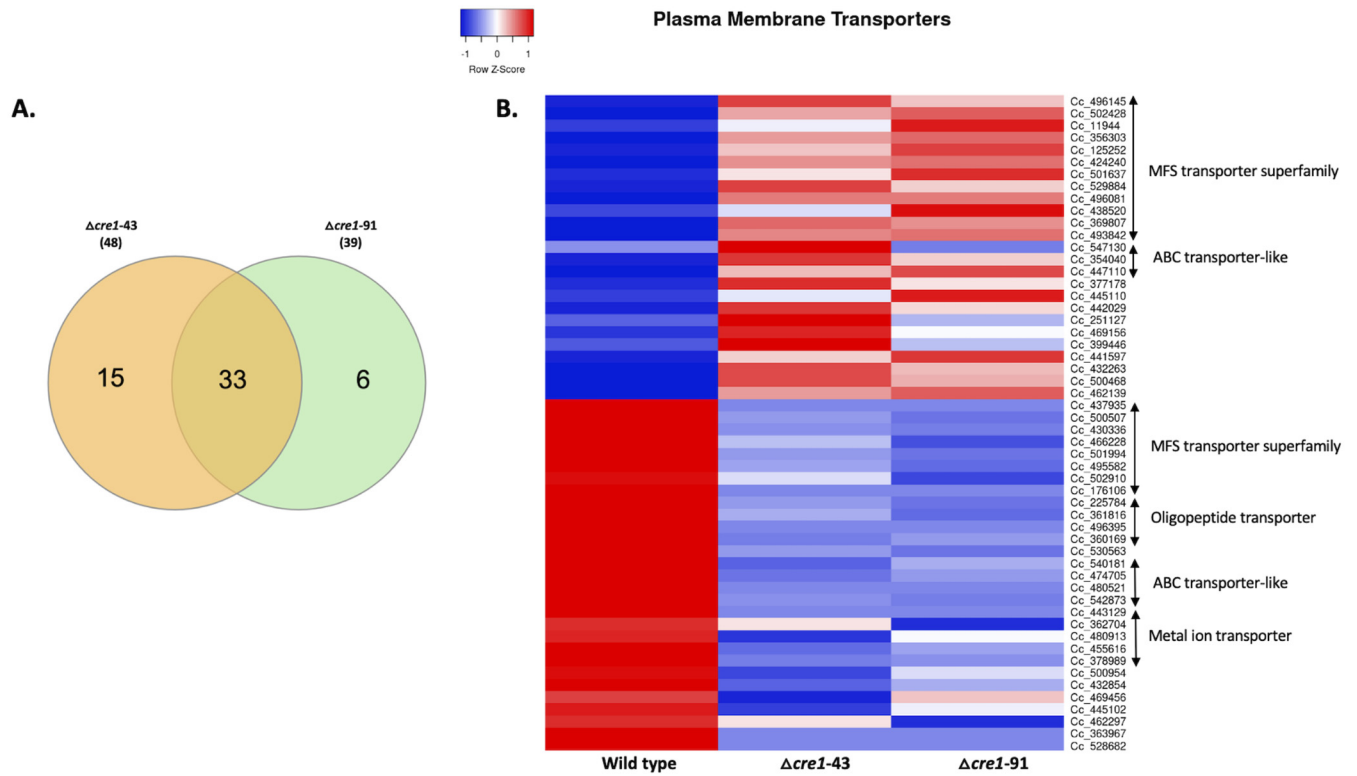 Plasma Membrane Transporters
-1 0 1
Row Z-Score
A.
Δcre1-43
(48)
Δcre1-91
(39)
15
33
6
B.
Cc_496145
Cc_502428
Cc_11944
Cc_356303
Cc_125252
Cc_424240
Cc_501637
Cc_529884
Cc_496081
Cc_438520
Cc_369807
Cc_493842
Cc_547130
Cc_354040
Cc_447110
Cc_377178
Cc_445110
Cc_442029
Cc_251127
Cc_469156
Cc_399446
Cc_441597
Cc_432263
Cc_500468
Cc_462139
Cc_437935
Cc_500507
Cc_430336
Cc_466228
Cc_501994
Cc_495582
Cc_502910
Cc_176106
Cc_225784
Cc_361816
Cc_496395
Cc_360169
Cc_530563
Cc_540181
Cc_474705
Cc_480521
Cc_542873
Cc_443129
Cc_362704
Cc_480913
Cc_455616
Cc_378989
Cc_500954
Cc_432854
Cc_469456
Cc_445102
Cc_462297
Cc_363967
Cc_528682
MFS transporter superfamily
ABC transporter-like
MFS transporter superfamily
Oligopeptide transporter
ABC transporter-like
Metal ion transporter
Wild type
Δcre1-43
Δcre1-91